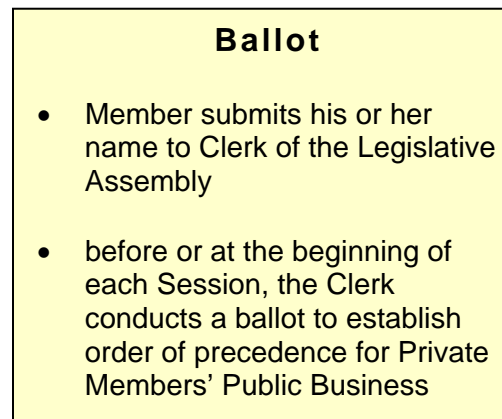 Ballot
• Member submits his or her
name to Clerk of the Legislative
Assembly
• before or at the beginning of
each Session, the Clerk
conducts a ballot to establish
order of precedence for Private
Members’ Public Business